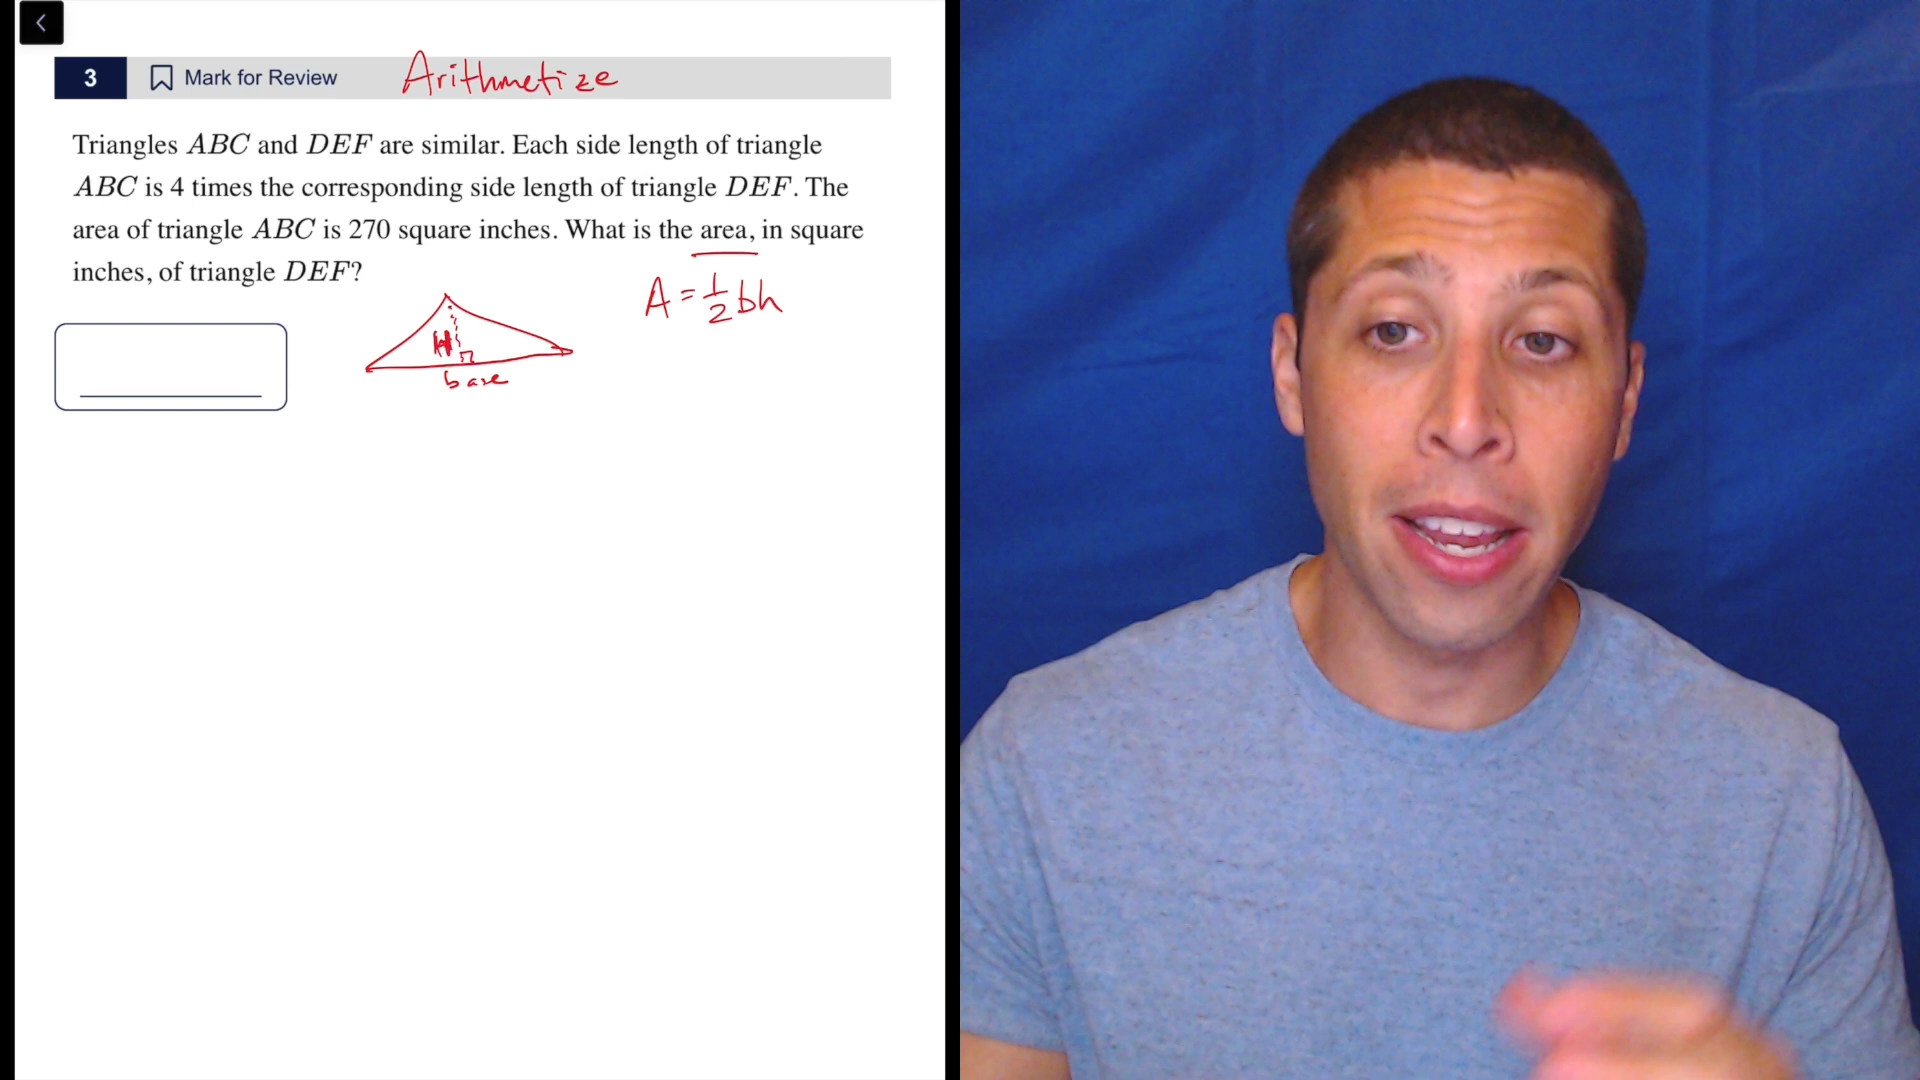 3 Mark for Review Arithmetize
Triangles ABC and DEF are similar. Each side length of triangle
ABC is 4 times the corresponding side length of triangle DEF. The
area of triangle ABC is 270 square inches. What is the area, in square
inches, of triangle DEF?
A = 1/2 bh
base